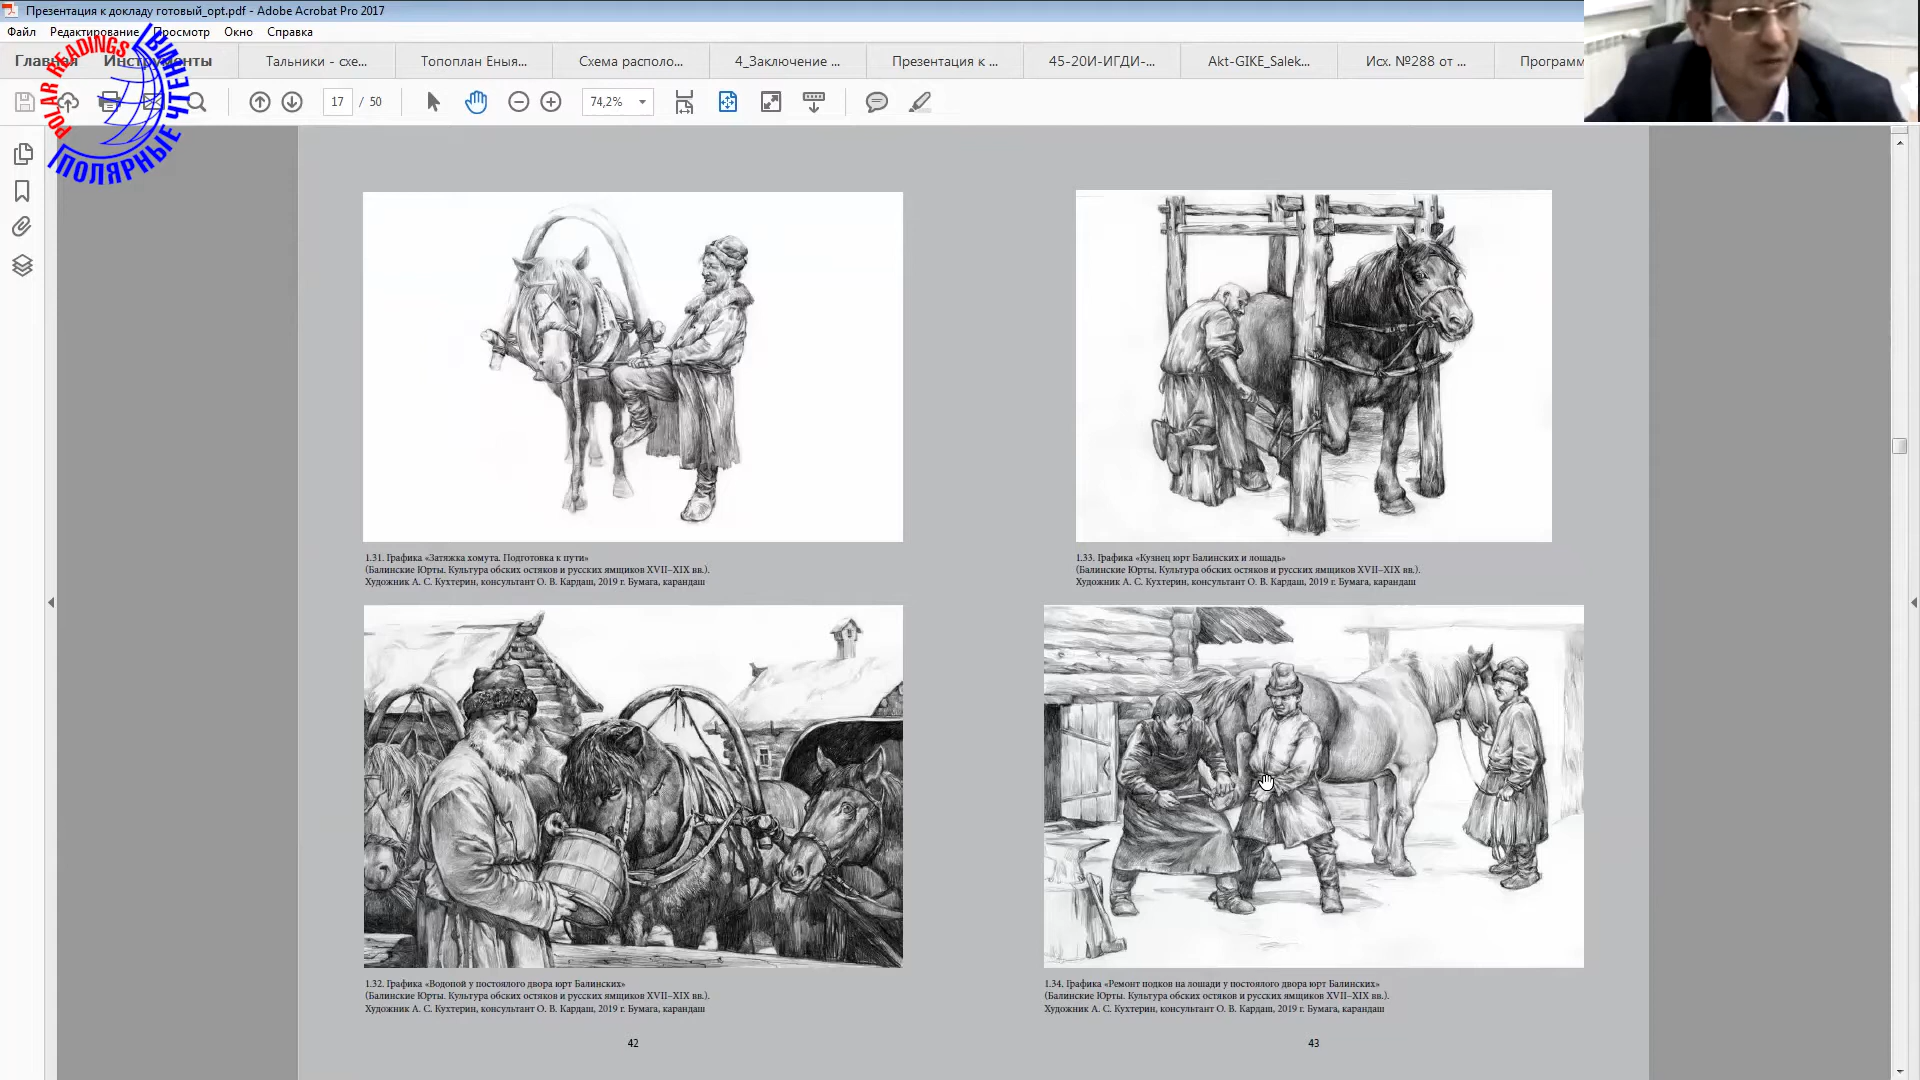 Презентация к докладу готовый_opt.pdf - Adobe Acrobat Pro 2017
Файл Редактирование Просмотр Окно Справка
Главная Инструменты Тальники - схе... Топоплан Еныя... Схема располо... 4_Заключение ... Презентация к ... 45-20И-ИГДИ-... Akt-GIKE_Salek... Исх. №288 от ... Програм
17 / 50 74,2%
POLAR READINGS
ПОЛЯРНЫЕ ЧТЕНИЯ
1.31. Графика «Затяжка хомута. Подготовка к пути»
(Балинские Юрты. Культура обских остяков и русских ямщиков XVII–XIX вв.).
Художник А. С. Кухтерин, консультант О. В. Кардаш, 2019 г. Бумага, карандаш
1.33. Графика «Кузнец юрт Балинских и лошадь»
(Балинские Юрты. Культура обских остяков и русских ямщиков XVII–XIX вв.).
Художник А. С. Кухтерин, консультант О. В. Кардаш, 2019 г. Бумага, карандаш
1.32. Графика «Водопой у постоялого двора юрт Балинских»
(Балинские Юрты. Культура обских остяков и русских ямщиков XVII–XIX вв.).
Художник А. С. Кухтерин, консультант О. В. Кардаш, 2019 г. Бумага, карандаш
1.34. Графика «Ремонт подков на лошади у постоялого двора юрт Балинских»
(Балинские Юрты. Культура обских остяков и русских ямщиков XVII–XIX вв.).
Художник А. С. Кухтерин, консультант О. В. Кардаш, 2019 г. Бумага, карандаш
42
43